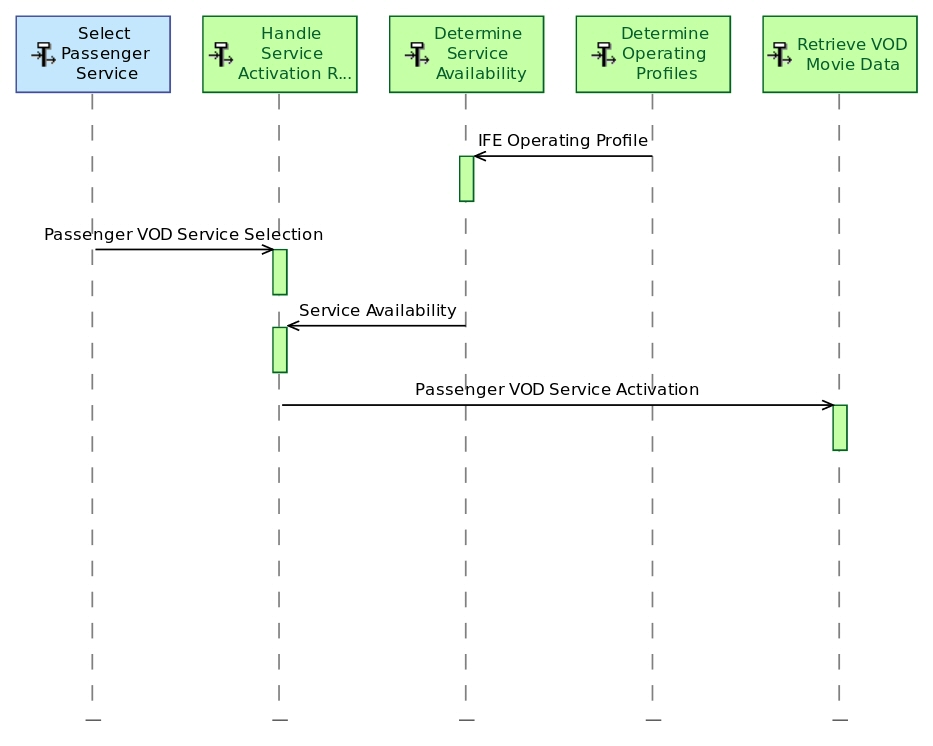 Select
Passenger
Service
Handle
Service
Activation R...
Determine
Service
Availability
Determine
Operating
Profiles
Retrieve VOD
Movie Data
IFE Operating Profile
Passenger VOD Service Selection
Service Availability
Passenger VOD Service Activation